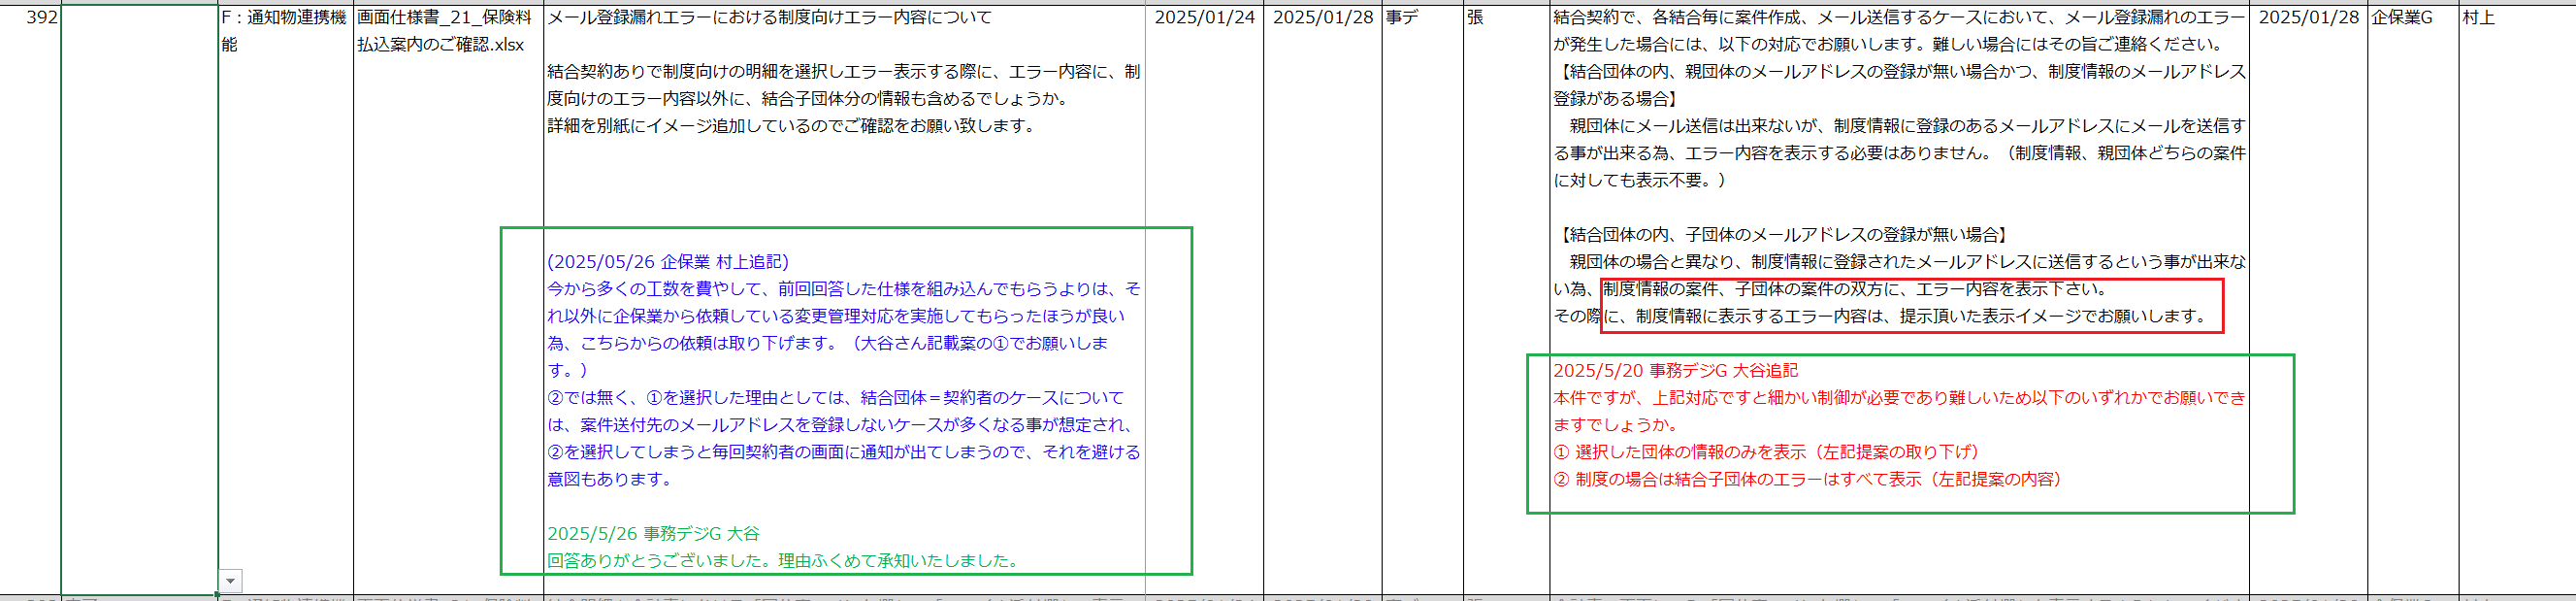 392
F：通知物連携機
能
画面仕様書_21_保険料
払込案内のご確認.xlsx
メール登録漏れエラーにおける制度向けエラー内容について
結合契約ありで制度向けの明細を選択しエラー表示する際に、エラー内容に、制
度向けのエラー内容以外に、結合子団体分の情報も含めるでしょうか。
詳細を別紙にイメージ追加しているのでご確認をお願い致します。
(2025/05/26 企保業 村上追記)
今から多くの工数を費やして、前回回答した仕様を組み込んでもらうよりは、そ
れ以外に企保業から依頼している変更管理対応を実施してもらったほうが良い
為、こちらからの依頼は取り下げます。（大谷さん記載案の①でお願いしま
す。）
②では無く、①を選択した理由としては、結合団体＝契約者のケースについて
は、案件送付先のメールアドレスを登録しないケースが多くなる事が想定され、
②を選択してしまうと毎回契約者の画面に通知が出てしまうので、それを避ける
意図もあります。
2025/5/26 事務デジG 大谷
回答ありがとうございました。理由ふくめて承知いたしました。
2025/01/24
2025/01/28
事デ
張
結合契約で、各結合毎に案件作成、メール送信するケースにおいて、メール登録漏れのエラー
が発生した場合には、以下の対応でお願いします。難しい場合にはその旨ご連絡ください。
【結合団体の内、親団体のメールアドレスの登録が無い場合かつ、制度情報のメールアドレス
登録がある場合】
　親団体にメール送信は出来ないが、制度情報に登録のあるメールアドレスにメールを送信す
る事が出来る為、エラー内容を表示する必要はありません。（制度情報、親団体どちらの案件
に対しても表示不要。）
【結合団体の内、子団体のメールアドレスの登録が無い場合】
　親団体の場合と異なり、制度情報に登録されたメールアドレスに送信するという事が出来な
い為、制度情報の案件、子団体の案件の双方に、エラー内容を表示下さい。
その際に、制度情報に表示するエラー内容は、提示頂いた表示イメージでお願いします。
2025/5/20 事務デジG 大谷追記
本件ですが、上記対応ですと細かい制御が必要であり難しいため以下のいずれかでお願いでき
ますでしょうか。
① 選択した団体の情報のみを表示（左記提案の取り下げ）
② 制度の場合は結合子団体のエラーはすべて表示（左記提案の内容）
2025/01/28
企保業G
村上